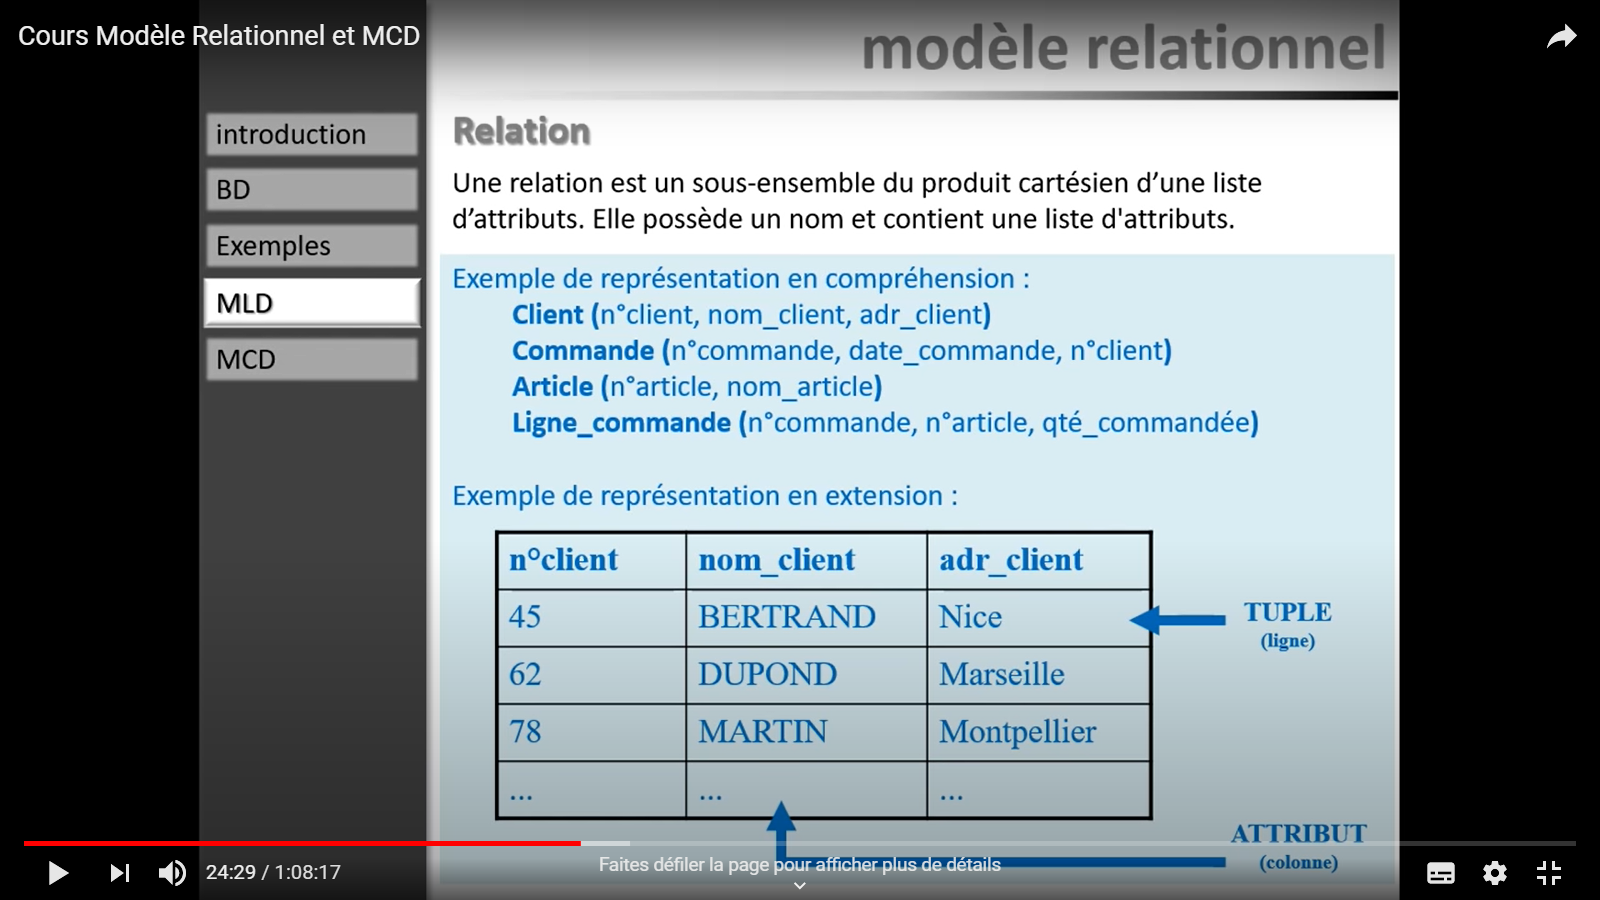 Cours Modèle Relationnel et MCD
modèle relationnel
introduction
BD
Exemples
MLD
MCD
Relation
Une relation est un sous-ensemble du produit cartésien d’une liste
d’attributs. Elle possède un nom et contient une liste d'attributs.
Exemple de représentation en compréhension :
Client (n°client, nom_client, adr_client)
Commande (n°commande, date_commande, n°client)
Article (n°article, nom_article)
Ligne_commande (n°commande, n°article, qté_commandée)
Exemple de représentation en extension :
n°client nom_client adr_client
45 BERTRAND Nice
62 DUPOND Marseille
78 MARTIN Montpellier
... ... ...
TUPLE
(ligne)
ATTRIBUT
(colonne)
Faites défiler la page pour afficher plus de détails
24:29 / 1:08:17